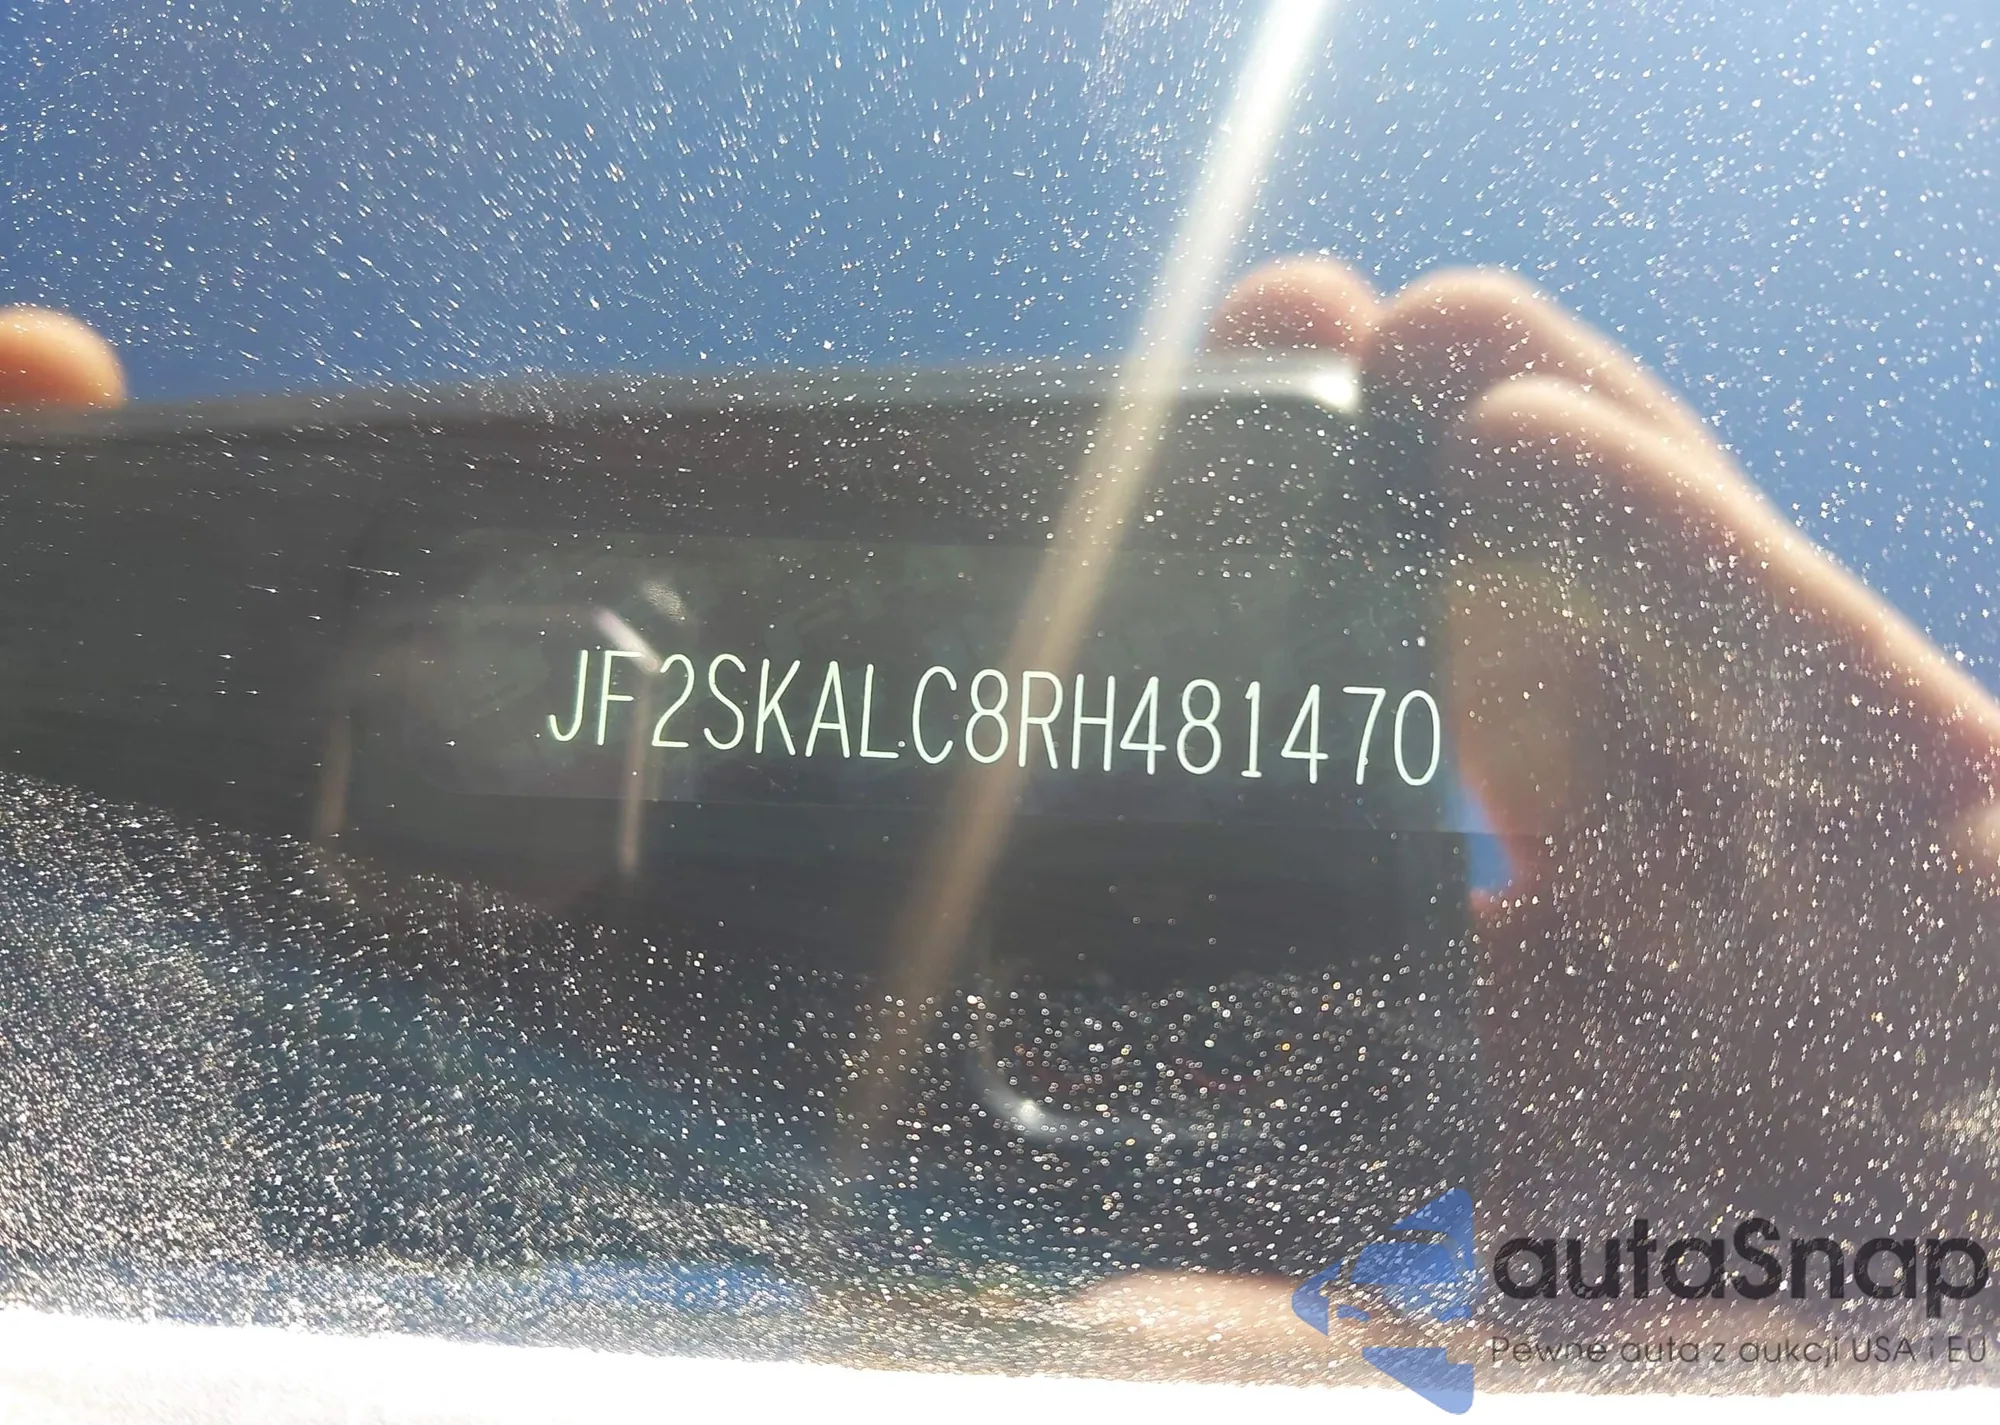 JF2SKALC8RH481470
autaSnap
Pewne auta z aukcji USA i EU